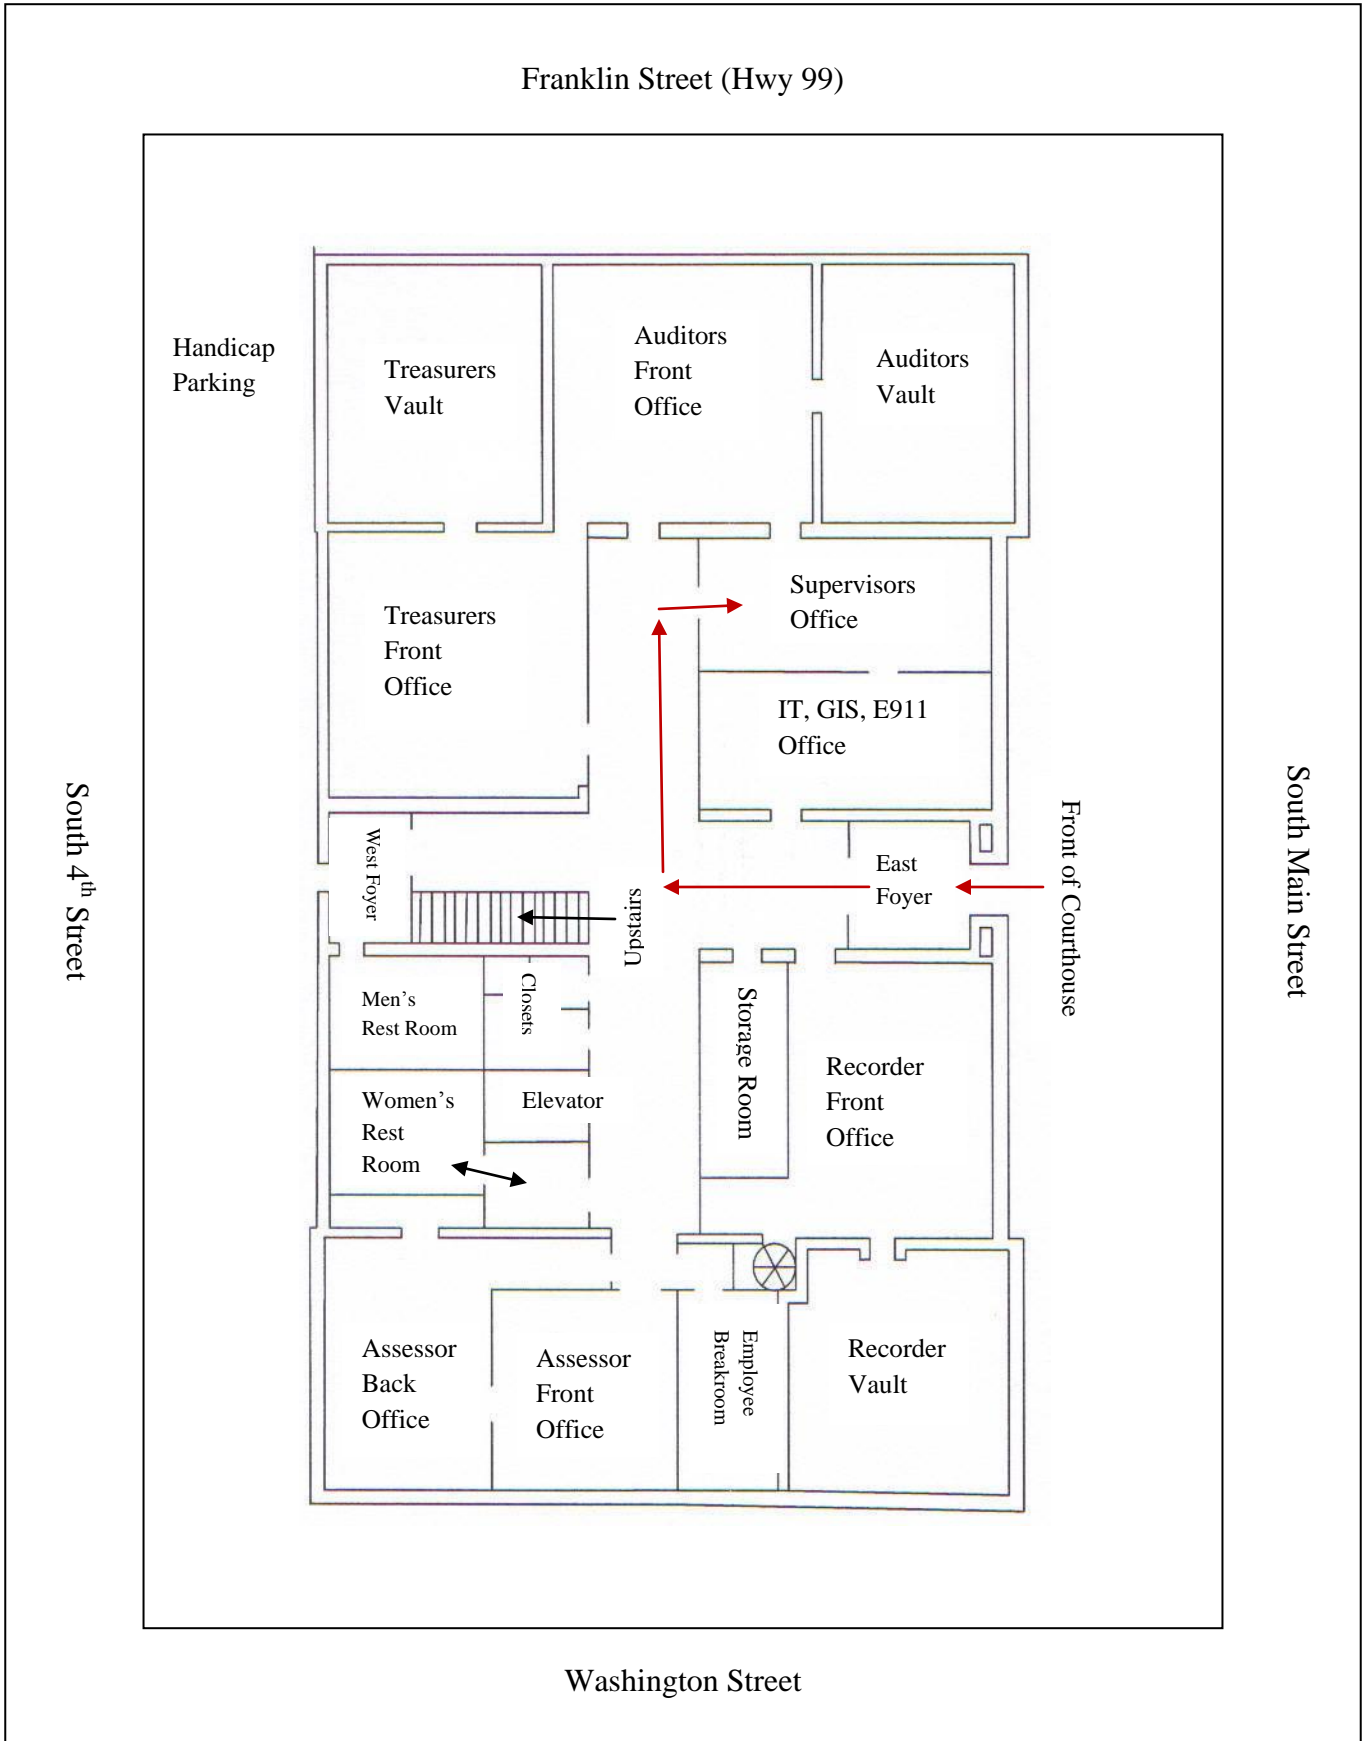 Franklin Street (Hwy 99)
Handicap
Parking
Treasurers
Vault
Auditors
Front
Office
Auditors
Vault
Treasurers
Front
Office
Supervisors
Office
IT, GIS, E911
Office
South 4th Street
West Foyer
Upstairs
East
Foyer
Front of Courthouse
South Main Street
Men's
Rest Room
Closets
Storage Room
Women's
Rest
Room
Elevator
Recorder
Front
Office
Assessor
Back
Office
Assessor
Front
Office
Employee
Breakroom
Recorder
Vault
Washington Street